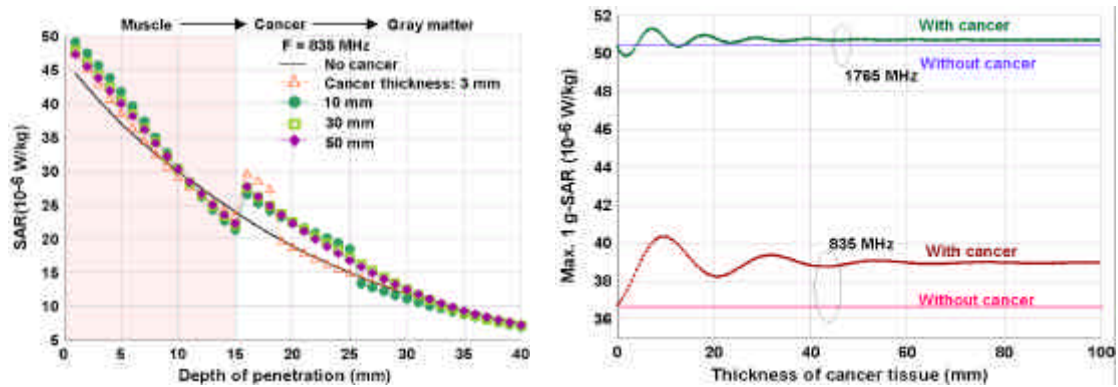 Muscle Cancer Gray matter
F = 835 MHz
No cancer
Cancer thickness: 3 mm
10 mm
30 mm
50 mm
SAR(10-6 W/kg)
50
45
40
35
30
25
20
15
10
5
0 5 10 15 20 25 30 35 40
Depth of penetration (mm)
With cancer
Without cancer
1765 MHz
835 MHz
With cancer
Without cancer
Max. 1 g-SAR (10-6 W/kg)
52
50
48
46
44
42
40
38
36
0 20 40 60 80 100
Thickness of cancer tissue (mm)